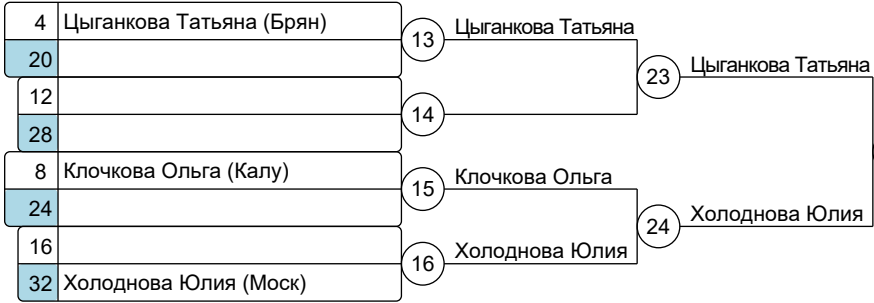 4 Цыганкова Татьяна (Брян)
20
13 Цыганкова Татьяна
12
28
14
23 Цыганкова Татьяна
8 Клочкова Ольга (Калу)
24
15 Клочкова Ольга
16
32 Холоднова Юлия (Моск)
16 Холоднова Юлия
24 Холоднова Юлия